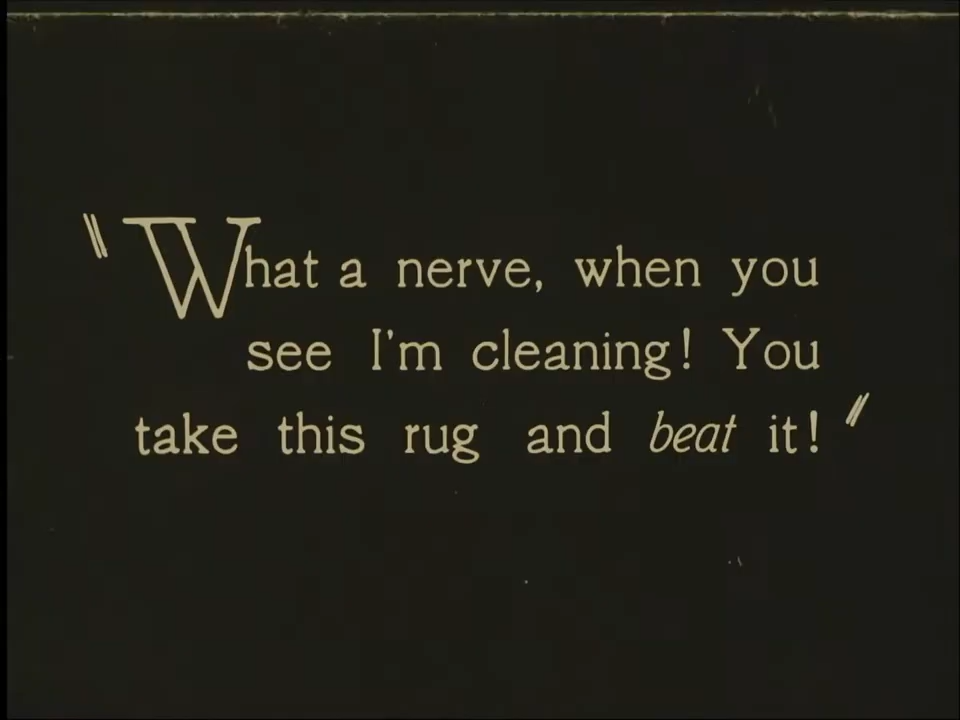 "What a nerve, when you
see I'm cleaning! You
take this rug and beat it!"